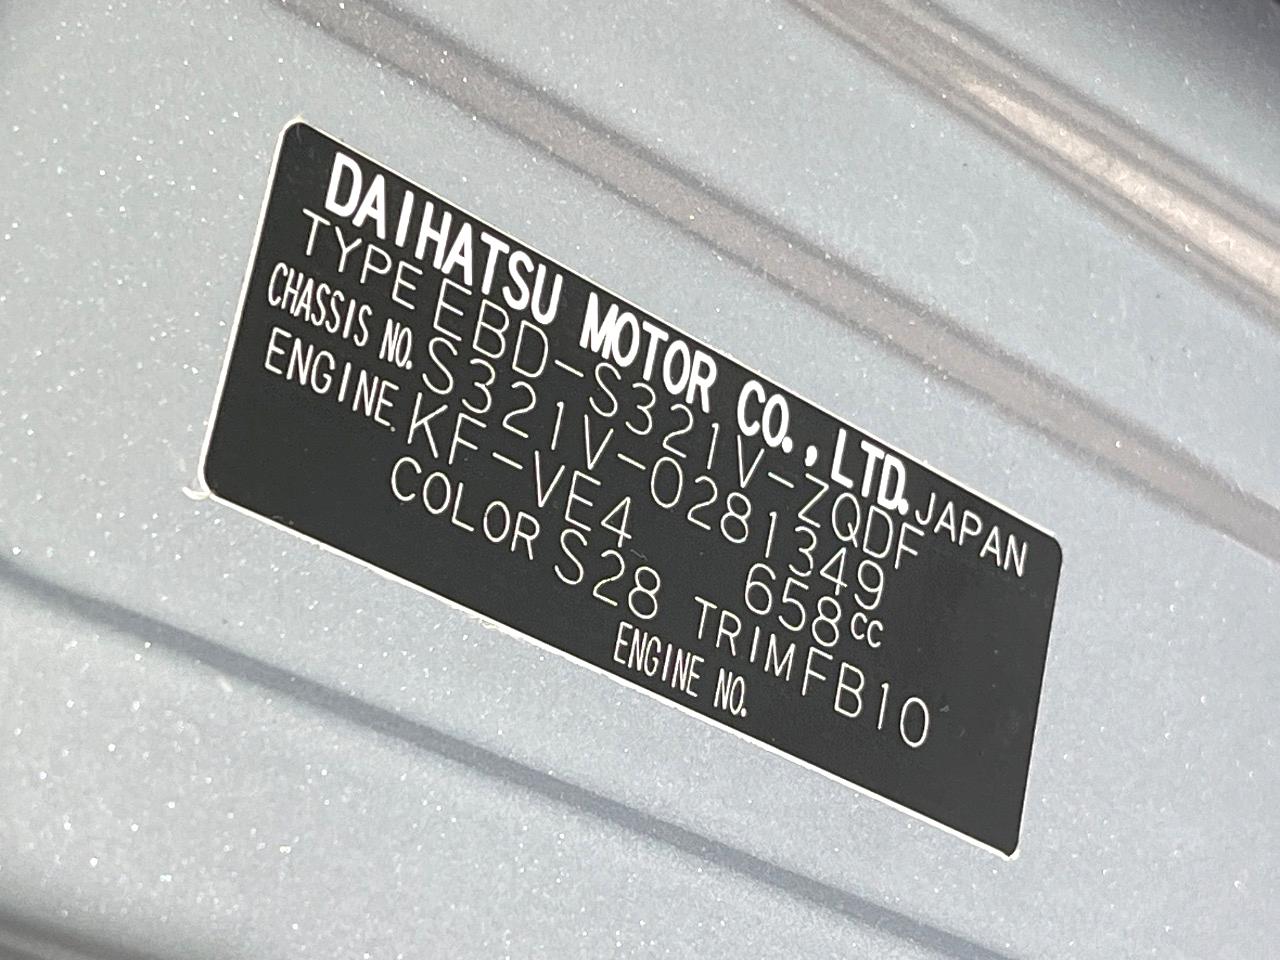 DAIHATSU MOTOR CO.,LTD. JAPAN
TYPE EBD-S321V-ZQDF
CHASSIS NO. S321V-0281349
ENGINE KF-VE4 658cc
COLOR S28 TRIM FB10
ENGINE NO.